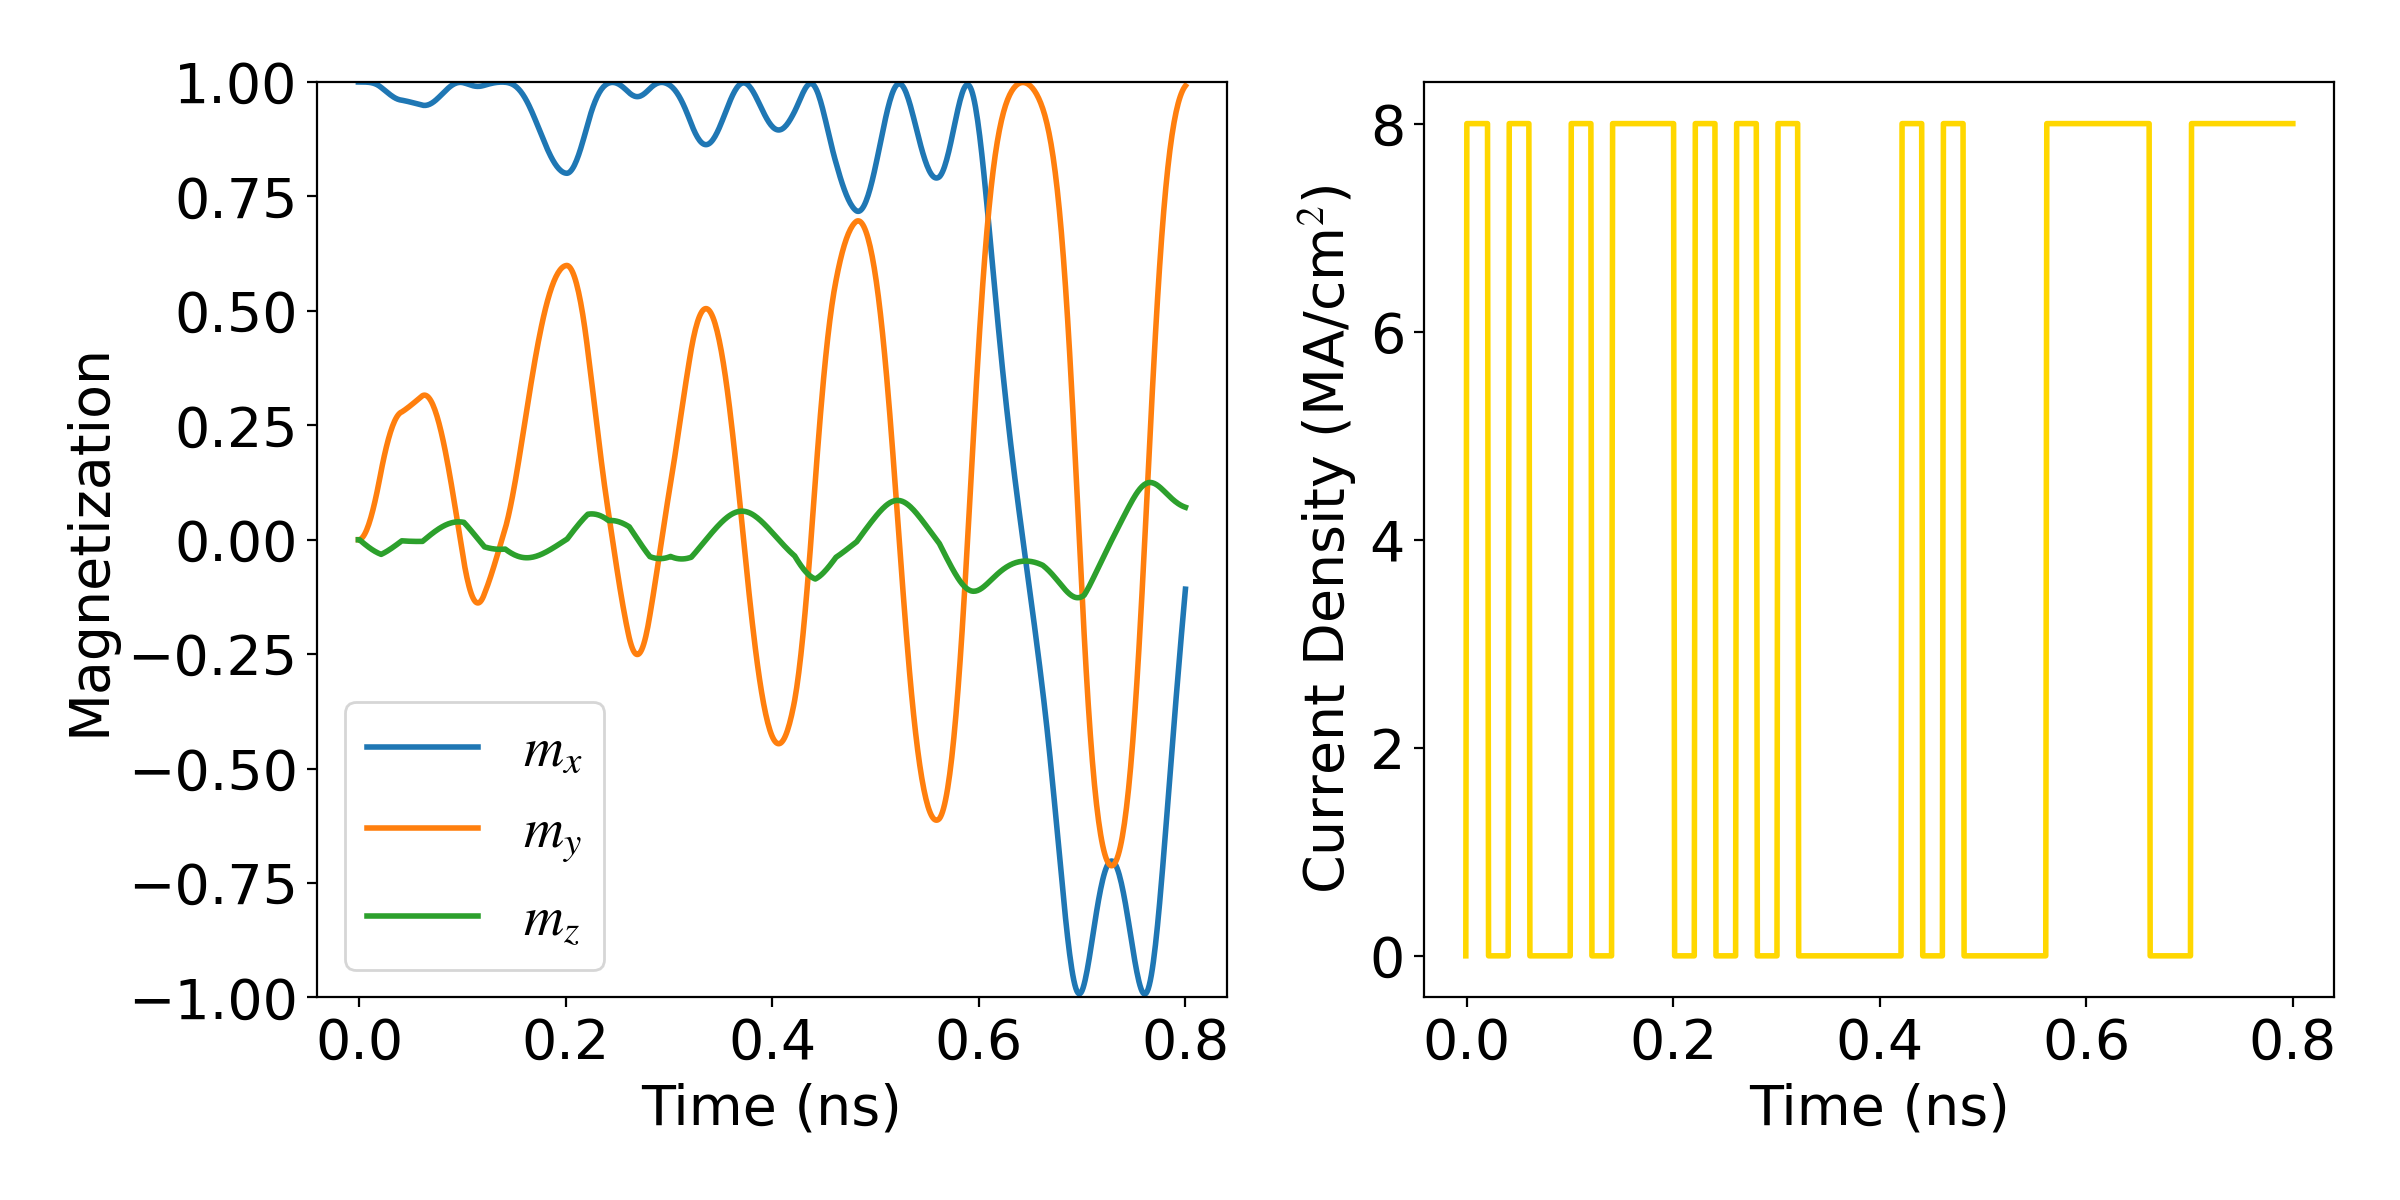 Magnetization
1.00
0.75
0.50
0.25
0.00
−0.25
−0.50
−0.75
−1.00
m_x
m_y
m_z
0.0 0.2 0.4 0.6 0.8
Time (ns)
Current Density (MA/cm²)
8
6
4
2
0
0.0 0.2 0.4 0.6 0.8
Time (ns)